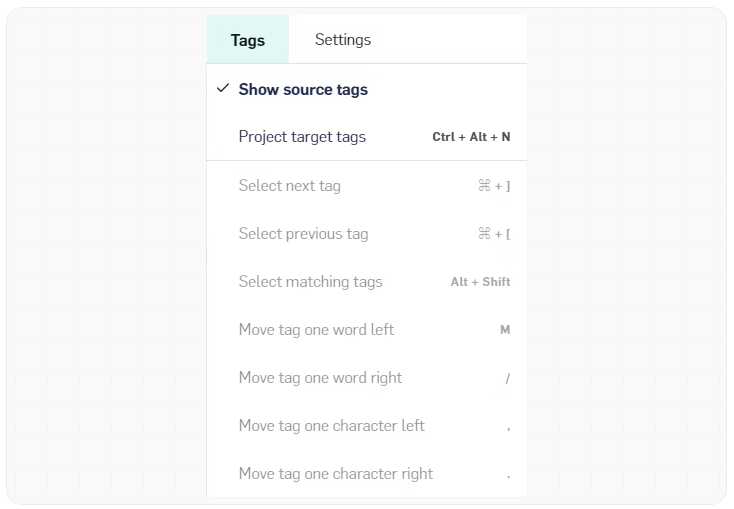 Tags Settings
✓ Show source tags
Project target tags Ctrl + Alt + N
Select next tag ⌘ + ]
Select previous tag ⌘ + [
Select matching tags Alt + Shift
Move tag one word left M
Move tag one word right /
Move tag one character left ,
Move tag one character right .